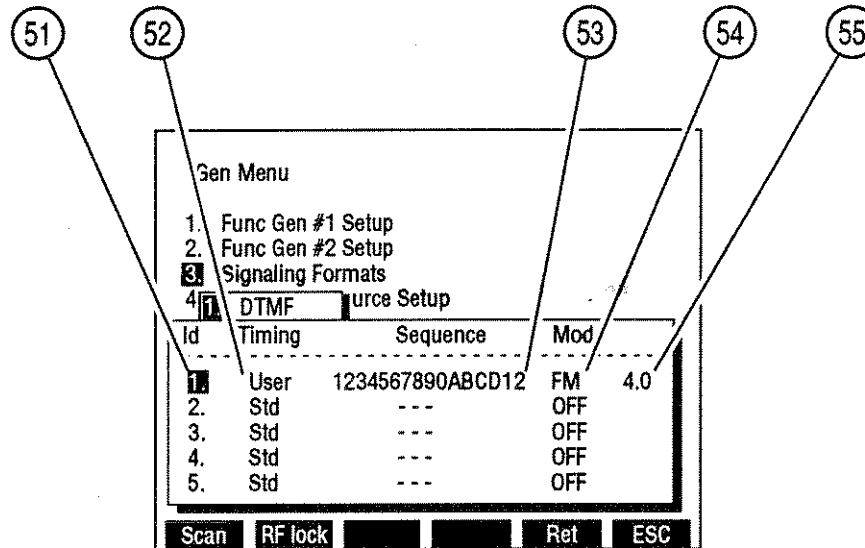 51 52 53 54 55
Gen Menu
1. Func Gen #1 Setup
2. Func Gen #2 Setup
3. Signaling Formats
4 1. DTMF urce Setup
Id Timing Sequence Mod
1. User 1234567890ABCD12 FM 4.0
2. Std --- OFF
3. Std --- OFF
4. Std --- OFF
5. Std --- OFF
Scan RF lock Ret ESC